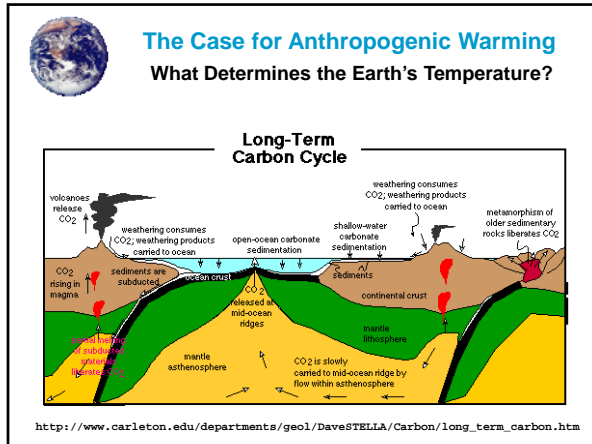 The Case for Anthropogenic Warming
What Determines the Earth's Temperature?
Long-Term
Carbon Cycle
volcanoes
release
CO2
weathering consumes
CO2; weathering products
carried to ocean
open-ocean carbonate
sedimentation
shallow-water
carbonate
sedimentation
weathering consumes
CO2; weathering products
carried to ocean
metamorphism of
older sedimentary
rocks liberates CO2
CO2
rising in
magma
sediments are
subducted
ocean crust
sediments
CO2
released at
mid-ocean
ridges
continental crust
partial melting
of subducted
material
liberates CO2
mantle
lithosphere
mantle
asthenosphere
CO2 is slowly
carried to mid-ocean ridge by
flow within asthenosphere
http://www.carleton.edu/departments/geol/DaveSTELLA/Carbon/long_term_carbon.htm